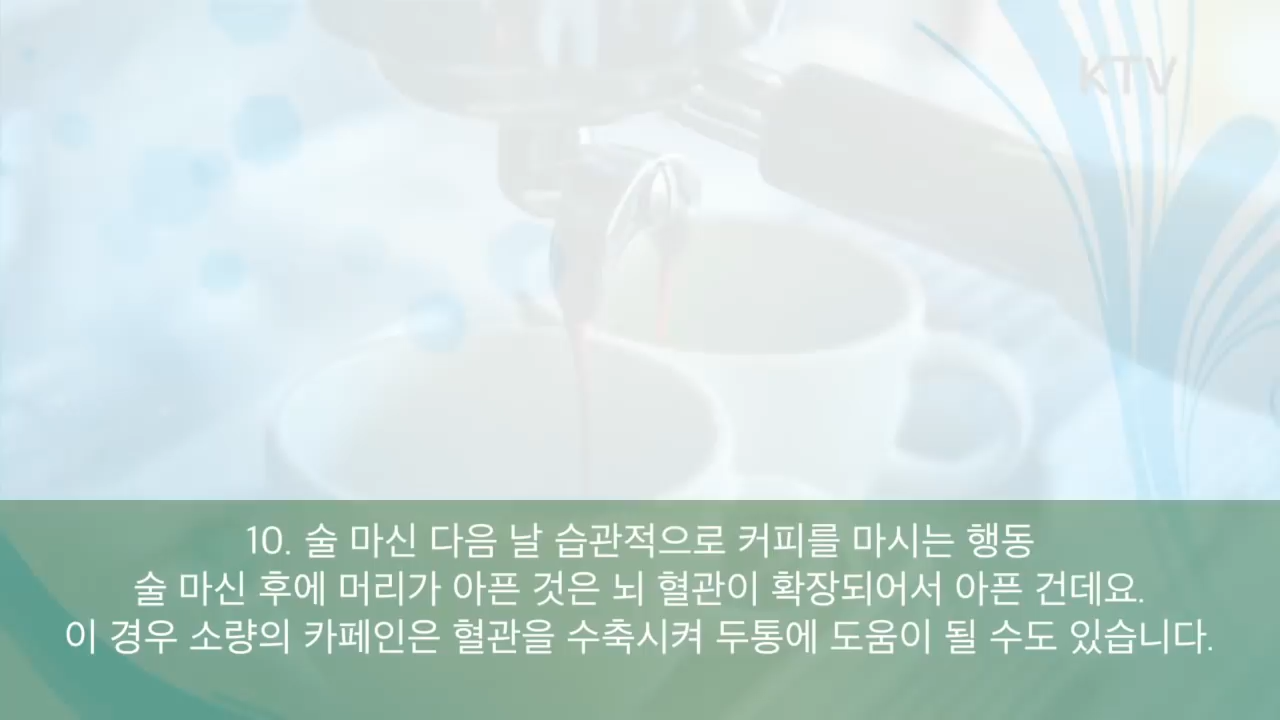 KTV
10. 술 마신 다음 날 습관적으로 커피를 마시는 행동
술 마신 후에 머리가 아픈 것은 뇌 혈관이 확장되어서 아픈 건데요.
이 경우 소량의 카페인은 혈관을 수축시켜 두통에 도움이 될 수도 있습니다.